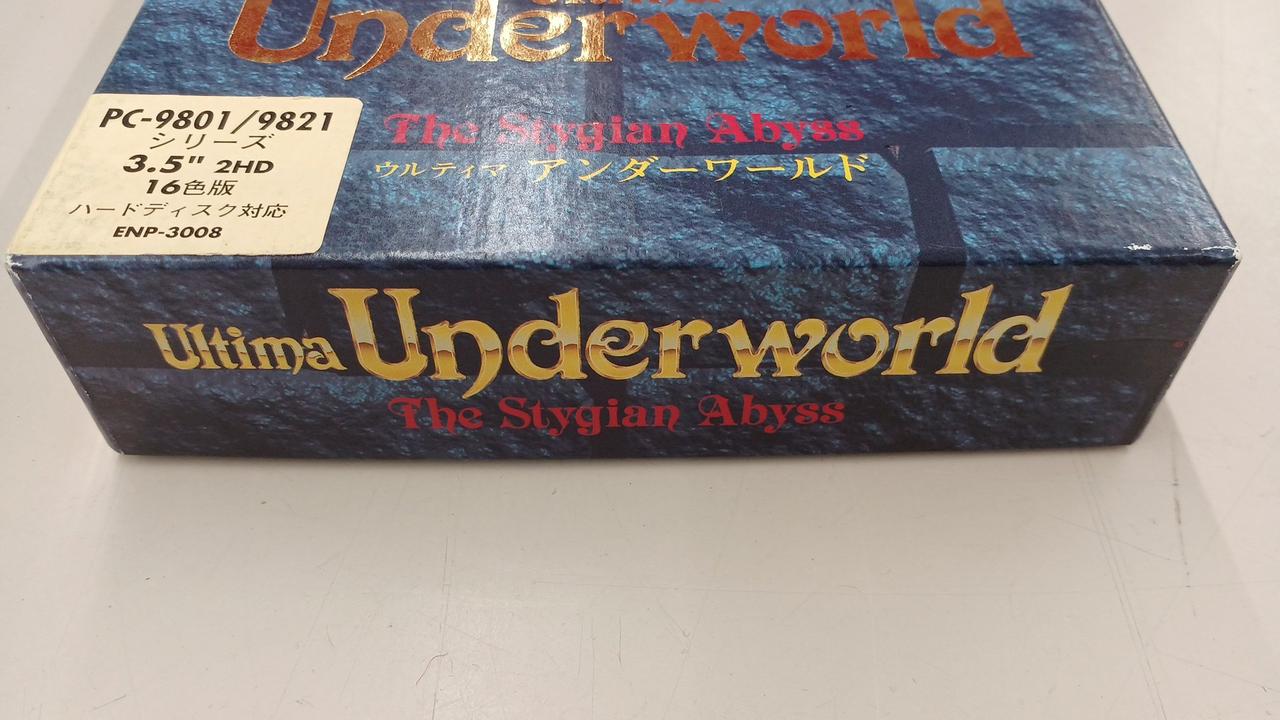 Ultima
Underworld
The Stygian Abyss
ウルティマ アンダーワールド
PC-9801/9821
シリーズ
3.5" 2HD
16色版
ハードディスク対応
ENP-3008
Ultima Underworld
The Stygian Abyss